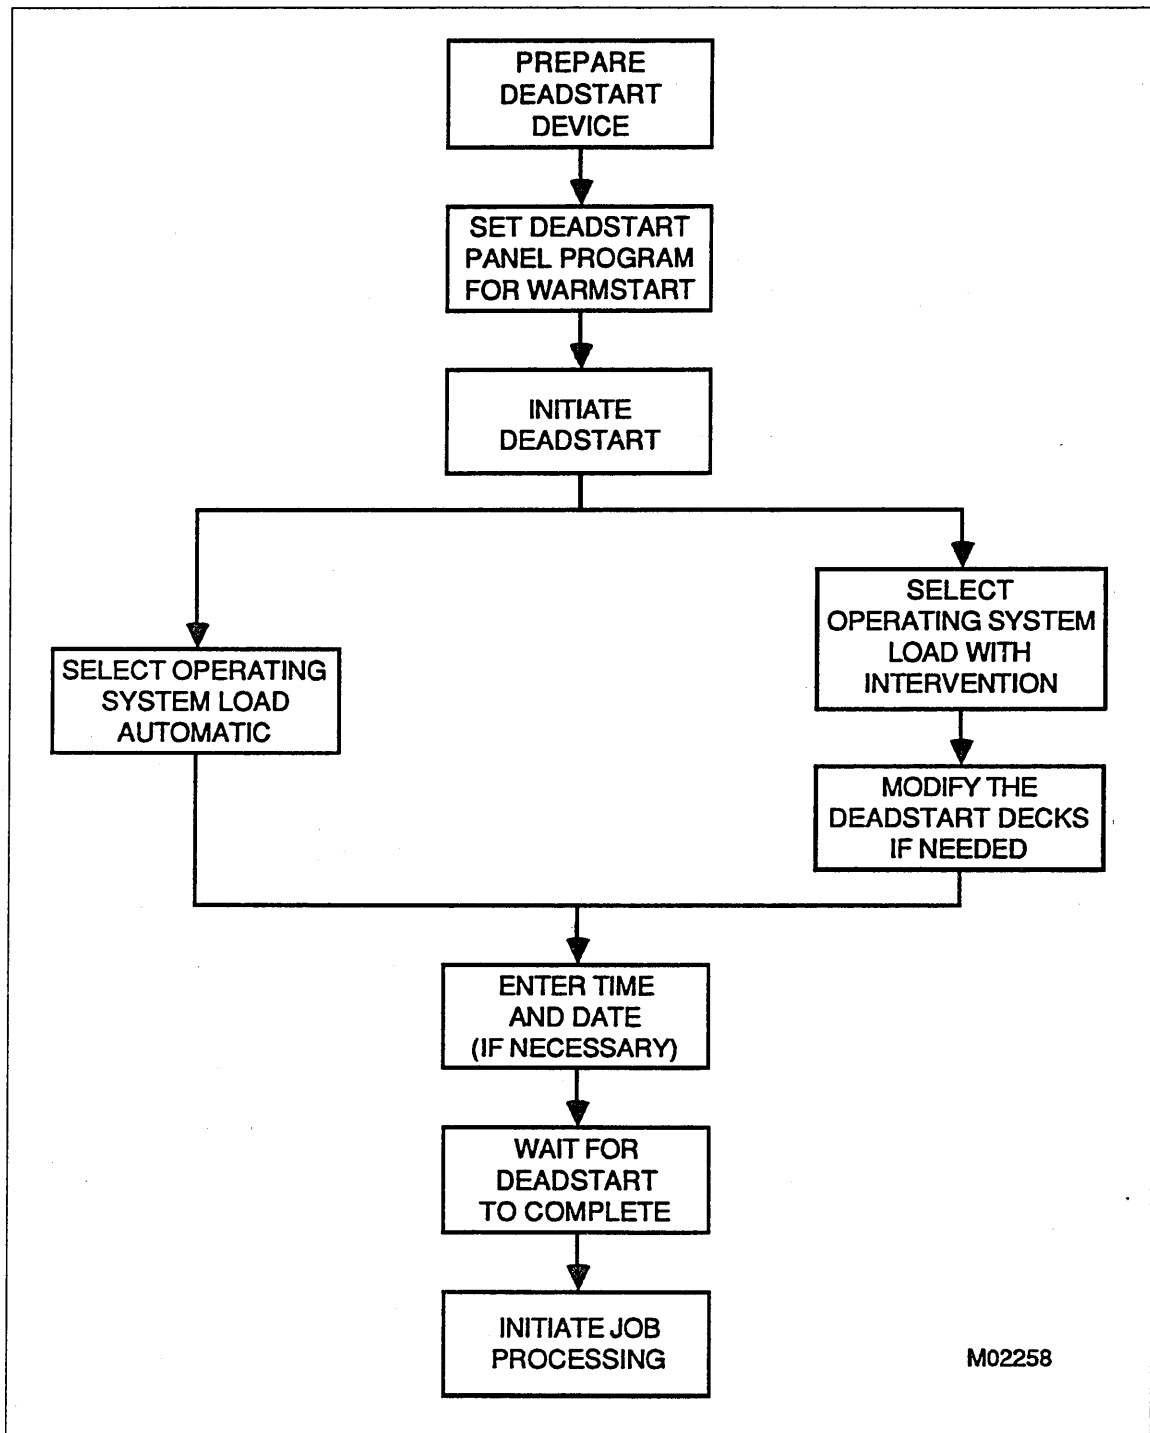 PREPARE
DEADSTART
DEVICE
SET DEADSTART
PANEL PROGRAM
FOR WARMSTART
INITIATE
DEADSTART
SELECT
OPERATING SYSTEM
LOAD WITH
INTERVENTION
SELECT OPERATING
SYSTEM LOAD
AUTOMATIC
MODIFY THE
DEADSTART DECKS
IF NEEDED
ENTER TIME
AND DATE
(IF NECESSARY)
WAIT FOR
DEADSTART
TO COMPLETE
INITIATE JOB
PROCESSING
M02258